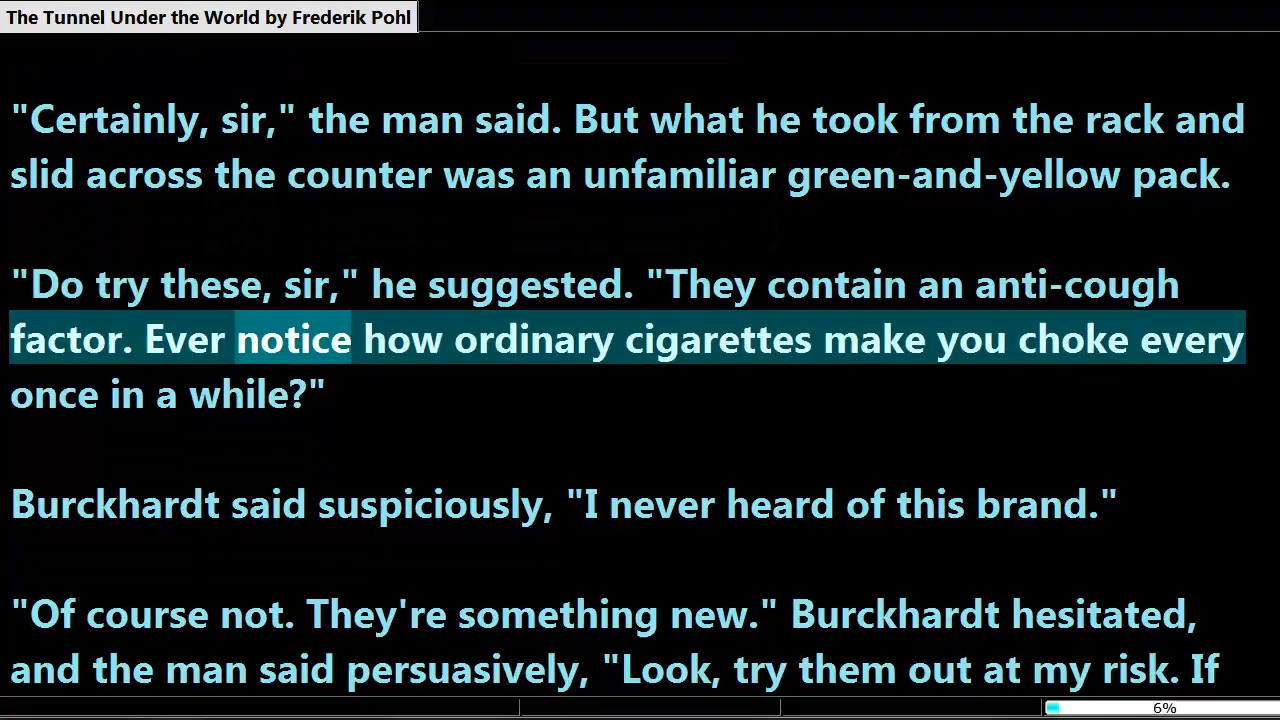 The Tunnel Under the World by Frederik Pohl
"Certainly, sir," the man said. But what he took from the rack and
slid across the counter was an unfamiliar green-and-yellow pack.
"Do try these, sir," he suggested. "They contain an anti-cough
factor. Ever notice how ordinary cigarettes make you choke every
once in a while?"
Burckhardt said suspiciously, "I never heard of this brand."
"Of course not. They're something new." Burckhardt hesitated,
and the man said persuasively, "Look, try them out at my risk. If
6%